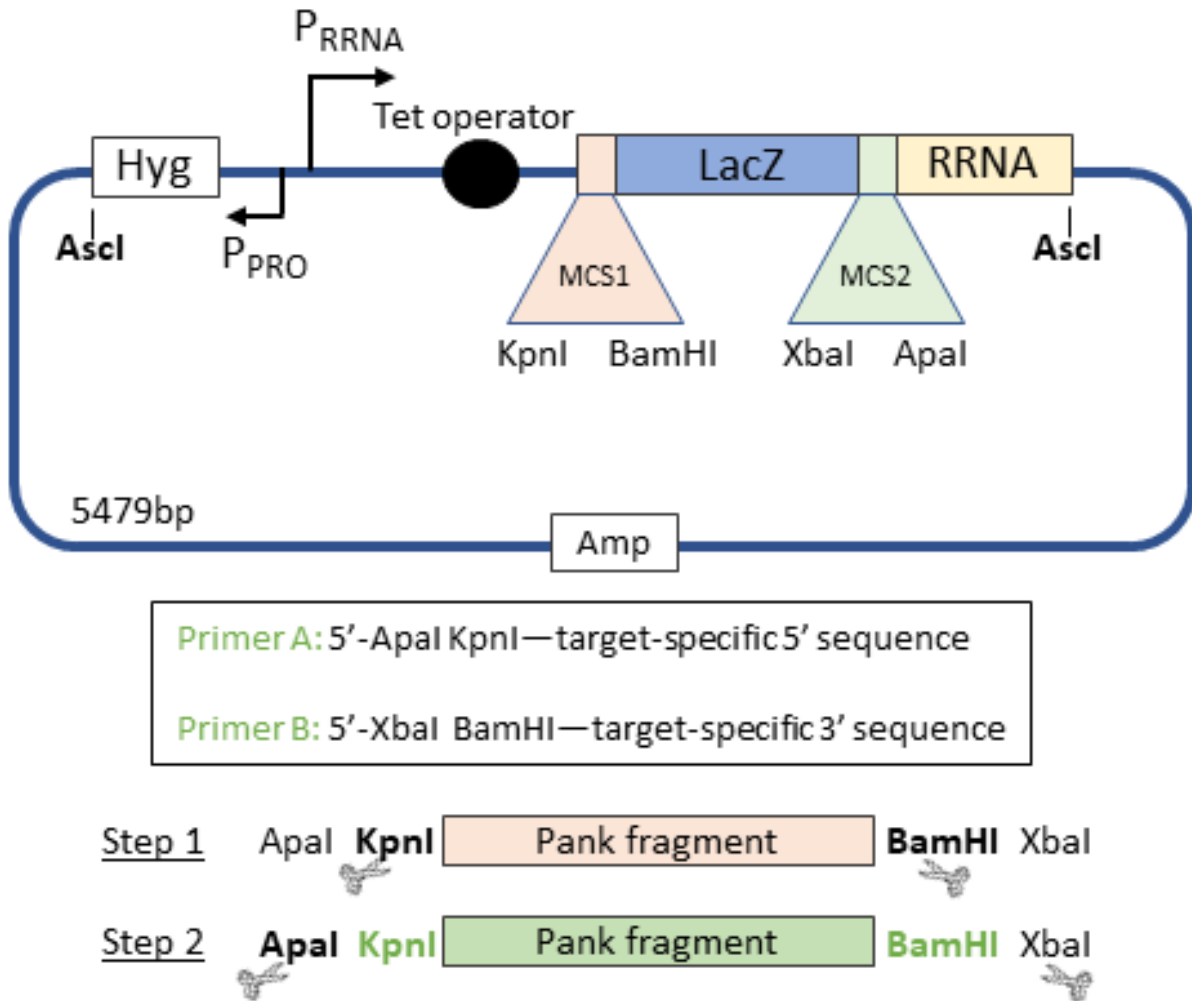 PRRNA
Tet operator
Hyg
LacZ
RRNA
AscI
PPRO
AscI
MCS1
MCS2
KpnI BamHI
XbaI ApaI
5479bp
Amp
Primer A: 5′-ApaI KpnI—target-specific 5′ sequence
Primer B: 5′-XbaI BamHI—target-specific 3′ sequence
Step 1 ApaI KpnI Pank fragment BamHI XbaI
Step 2 ApaI KpnI Pank fragment BamHI XbaI